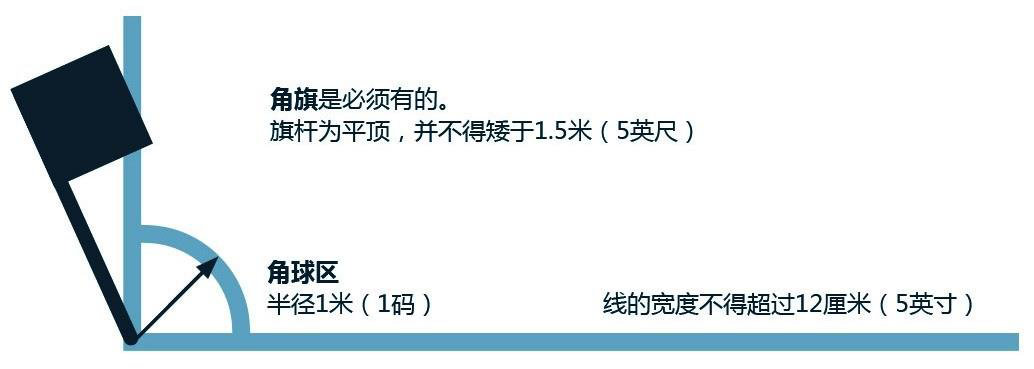 角旗是必须有的。
旗杆为平顶，并不得矮于1.5米（5英尺）
角球区
半径1米（1码）
线的宽度不得超过12厘米（5英寸）